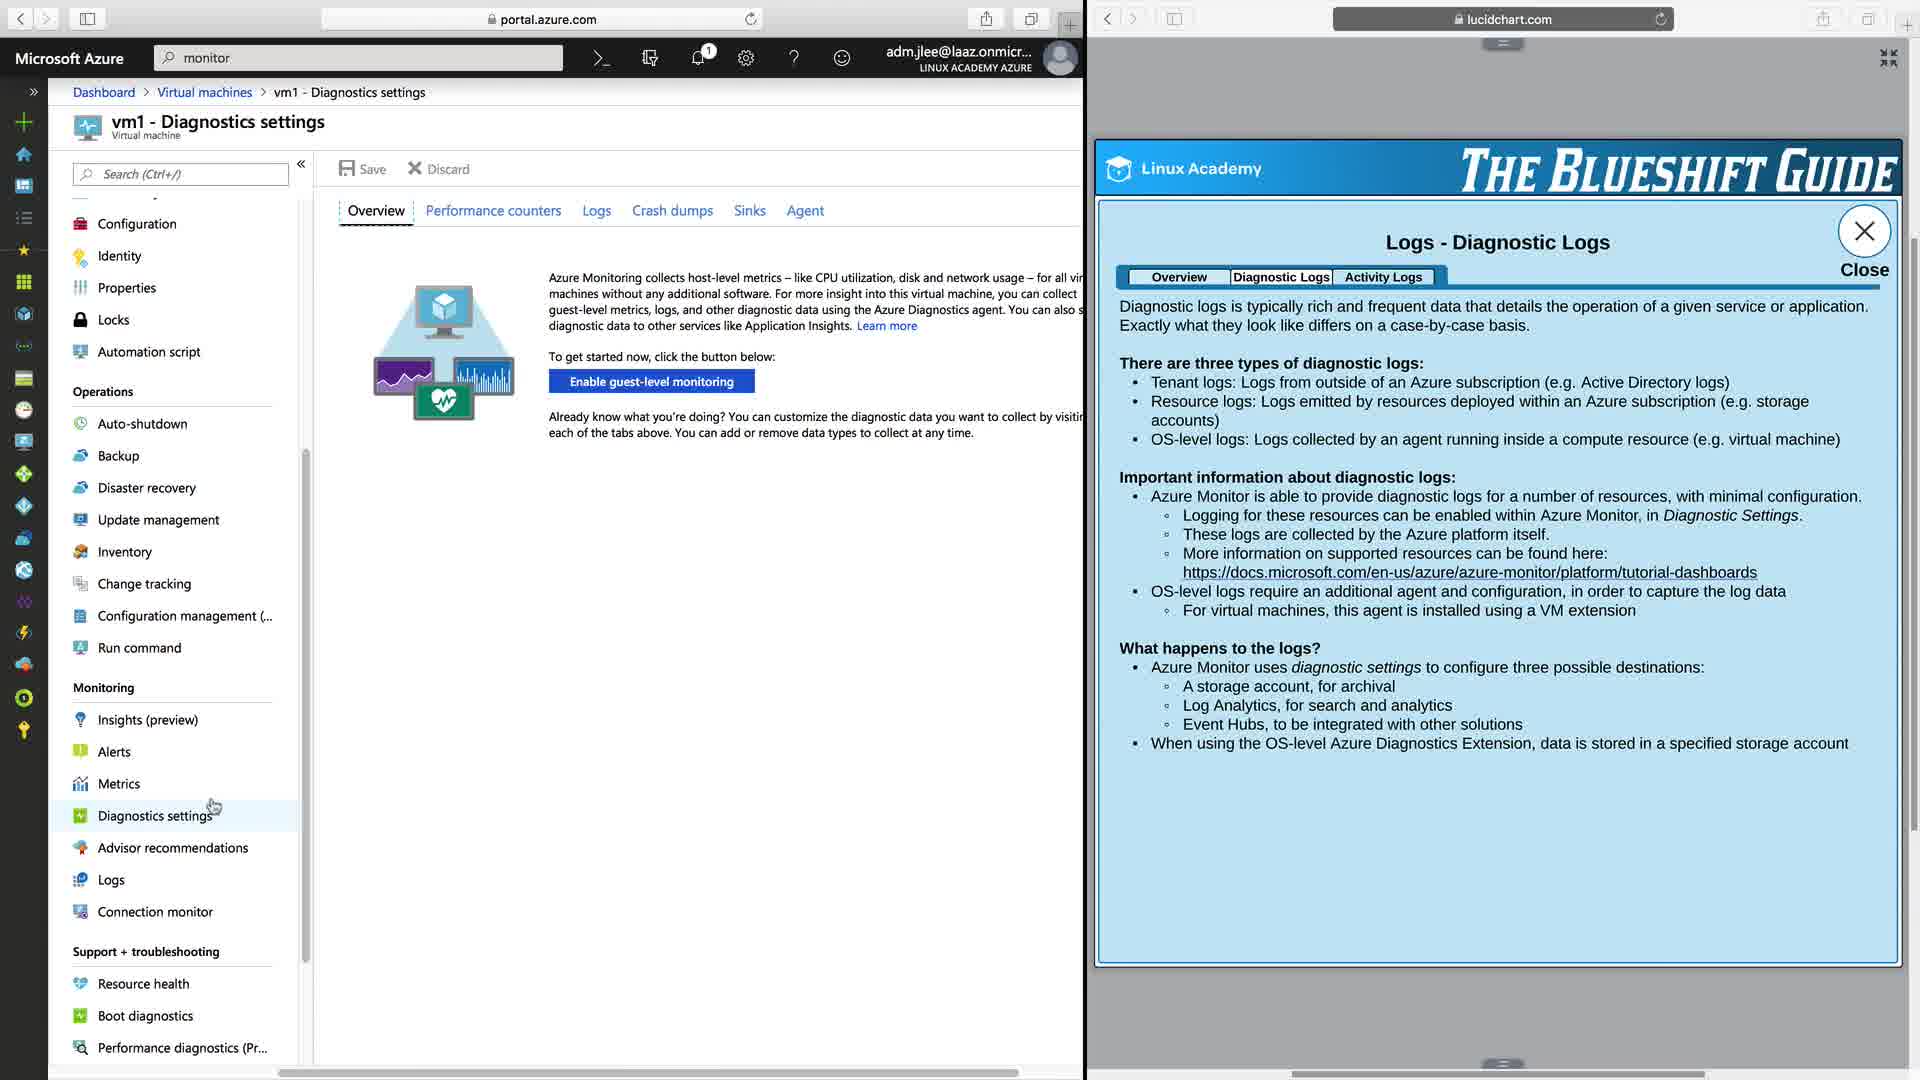 portal.azure.com
Microsoft Azure
monitor
1
adm.jlee@laaz.onmicr...
LINUX ACADEMY AZURE
Dashboard > Virtual machines > vm1 - Diagnostics settings
vm1 - Diagnostics settings
Virtual machine
Search (Ctrl+/)
Configuration
Identity
Properties
Locks
Automation script
Operations
Auto-shutdown
Backup
Disaster recovery
Update management
Inventory
Change tracking
Configuration management (...
Run command
Monitoring
Insights (preview)
Alerts
Metrics
Diagnostics settings
Advisor recommendations
Logs
Connection monitor
Support + troubleshooting
Resource health
Boot diagnostics
Performance diagnostics (Pr...
Save Discard
Overview Performance counters Logs Crash dumps Sinks Agent
Azure Monitoring collects host-level metrics – like CPU utilization, disk and network usage – for all vir
machines without any additional software. For more insight into this virtual machine, you can collect
guest-level metrics, logs, and other diagnostic data using the Azure Diagnostics agent. You can also s
diagnostic data to other services like Application Insights. Learn more
To get started now, click the button below:
Enable guest-level monitoring
Already know what you're doing? You can customize the diagnostic data you want to collect by visitin
each of the tabs above. You can add or remove data types to collect at any time.
lucidchart.com
Linux Academy
THE BLUESHIFT GUIDE
Logs - Diagnostic Logs
Close
Overview Diagnostic Logs Activity Logs
Diagnostic logs is typically rich and frequent data that details the operation of a given service or application.
Exactly what they look like differs on a case-by-case basis.
There are three types of diagnostic logs:
• Tenant logs: Logs from outside of an Azure subscription (e.g. Active Directory logs)
• Resource logs: Logs emitted by resources deployed within an Azure subscription (e.g. storage
accounts)
• OS-level logs: Logs collected by an agent running inside a compute resource (e.g. virtual machine)
Important information about diagnostic logs:
• Azure Monitor is able to provide diagnostic logs for a number of resources, with minimal configuration.
◦ Logging for these resources can be enabled within Azure Monitor, in Diagnostic Settings.
◦ These logs are collected by the Azure platform itself.
◦ More information on supported resources can be found here:
https://docs.microsoft.com/en-us/azure/azure-monitor/platform/tutorial-dashboards
• OS-level logs require an additional agent and configuration, in order to capture the log data
◦ For virtual machines, this agent is installed using a VM extension
What happens to the logs?
• Azure Monitor uses diagnostic settings to configure three possible destinations:
◦ A storage account, for archival
◦ Log Analytics, for search and analytics
◦ Event Hubs, to be integrated with other solutions
• When using the OS-level Azure Diagnostics Extension, data is stored in a specified storage account